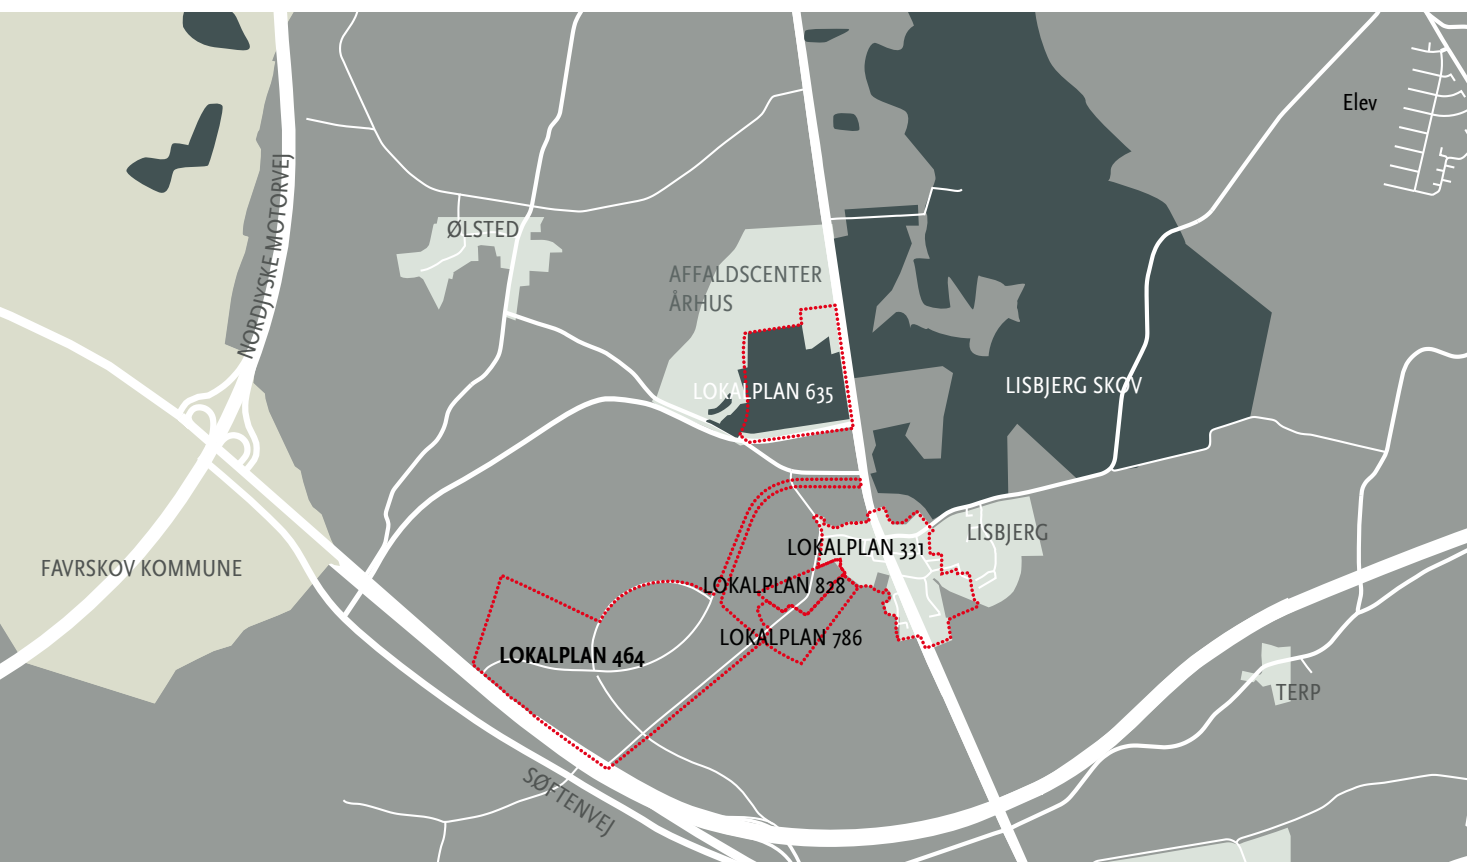 Elev
NORDJYSKE MOTORVEJ
ØLSTED
AFFALDSCENTER
ÅRHUS
LOKALPLAN 635
LISBJERG SKOV
LISBJERG
LOKALPLAN 331
FAVRSKOV KOMMUNE
LOKALPLAN 828
LOKALPLAN 786
LOKALPLAN 464
TERP
SØFTENVEJ